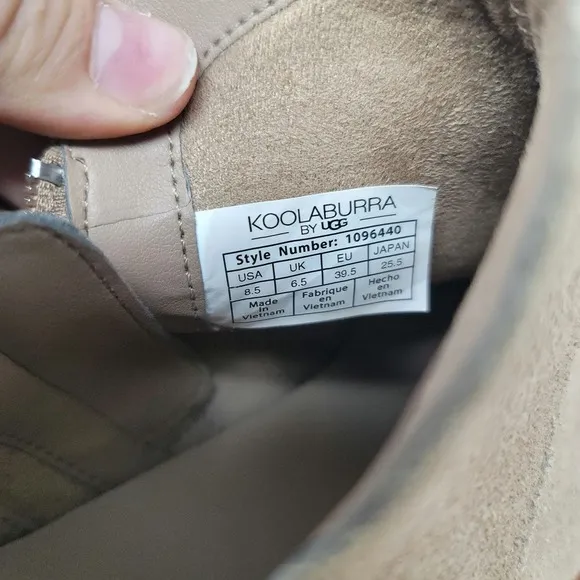 KOOLABURRA
BY UGG
Style Number: 1096440
USA UK EU JAPAN
8.5 6.5 39.5 25.5
Made in Vietnam Fabriqué en Vietnam Hecho en Vietnam